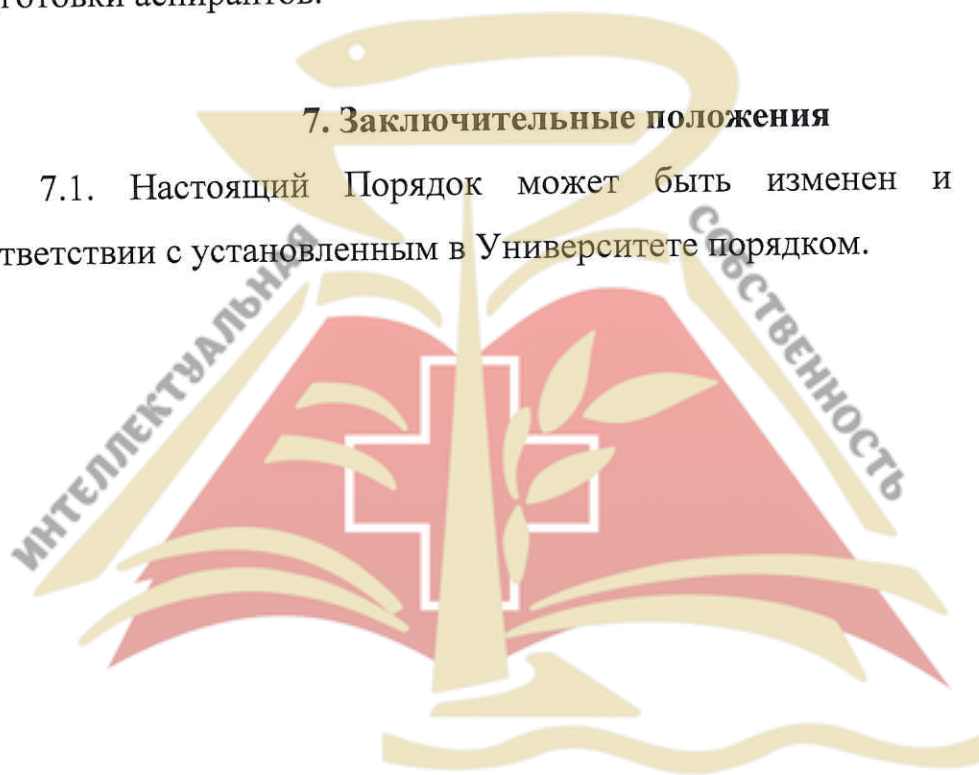 готовки аспирантов.
7. Заключительные положения
7.1. Настоящий Порядок может быть изменен и
тветствии с установленным в Университете порядком.
ИНТЕЛЛЕКТУАЛЬНАЯ
СОБСТВЕННОСТЬ